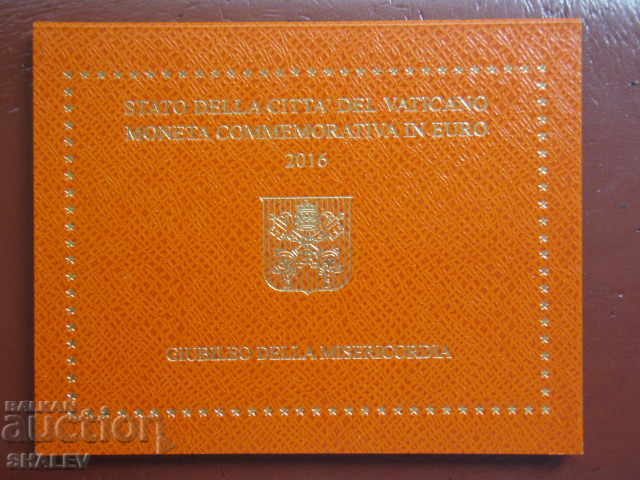 STATO DELLA CITTA' DEL VATICANO
MONETA COMMEMORATIVA IN EURO
2016
GIUBILEO DELLA MISERICORDIA
BALKAN
auction
SHALEV